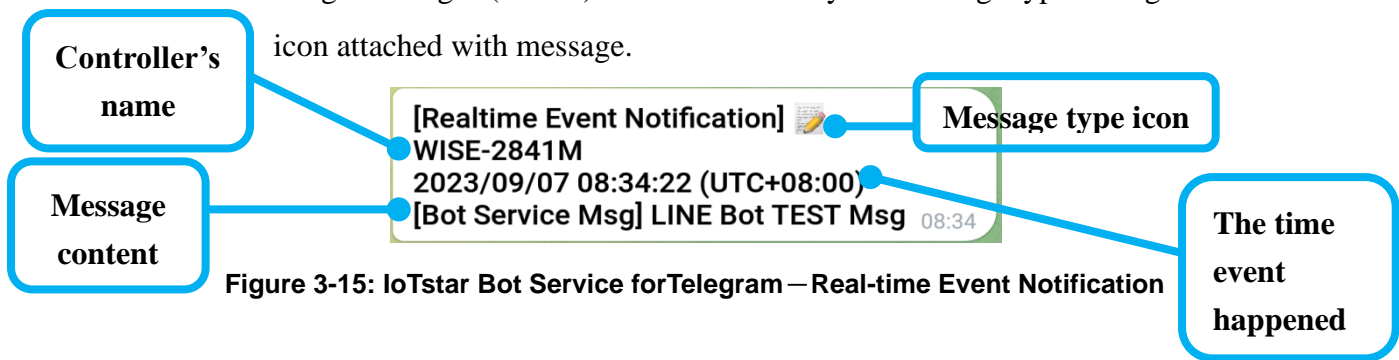 icon attached with message.
Controller's
name
[Realtime Event Notification] 📝
Message type icon
WISE-2841M
2023/09/07 08:34:22 (UTC+08:00)
Message
content
[Bot Service Msg] LINE Bot TEST Msg 08:34
The time
event
happened
Figure 3-15: IoTstar Bot Service forTelegram－Real-time Event Notification